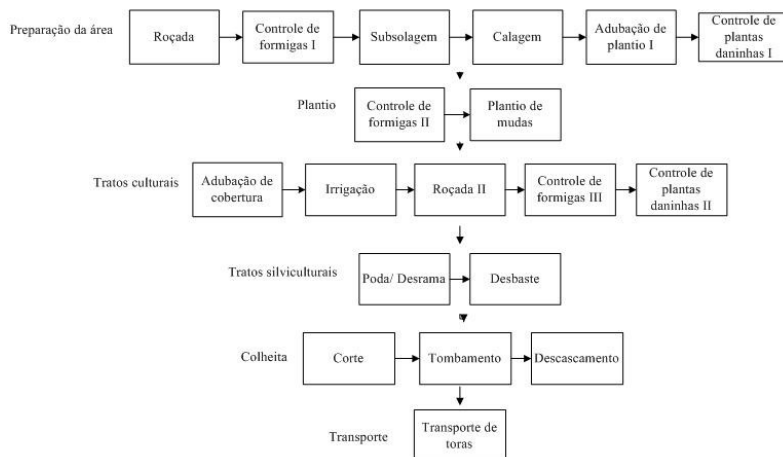 Preparação da área
Roçada
Controle de
formigas I
Subsolagem
Calagem
Adubação de
plantio I
Controle de
plantas
daninhas I
Plantio
Controle de
formigas II
Plantio de
mudas
Tratos culturais
Adubação de
cobertura
Irrigação
Roçada II
Controle de
formigas III
Controle de
plantas
daninhas II
Tratos silviculturais
Poda/ Desrama
Desbaste
Colheita
Corte
Tombamento
Descascamento
Transporte
Transporte de
toras